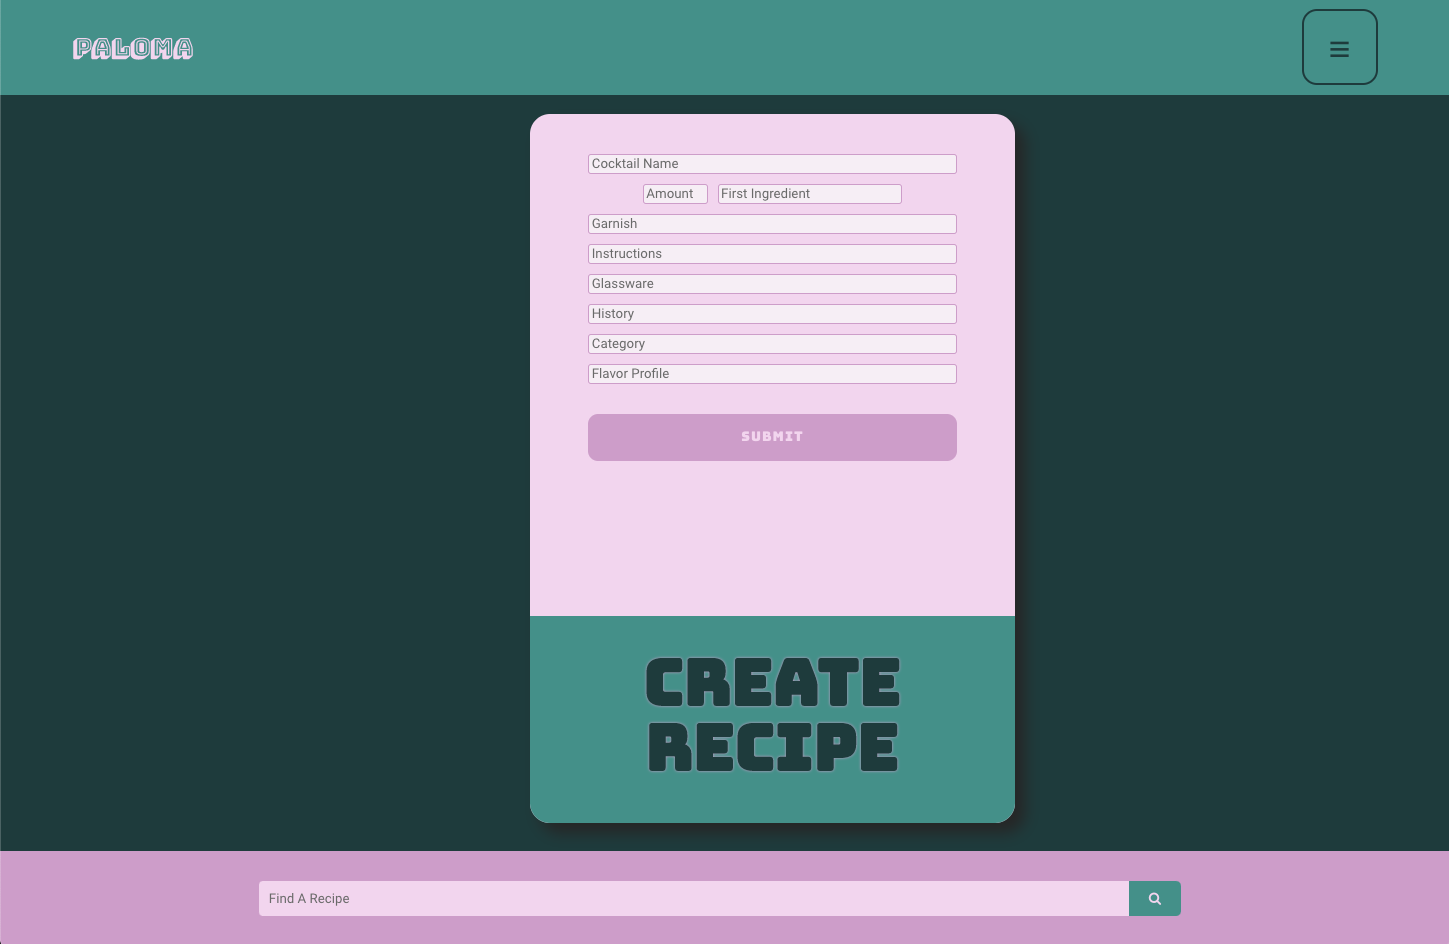 PALOMA
Cocktail Name
Amount First Ingredient
Garnish
Instructions
Glassware
History
Category
Flavor Profile
SUBMIT
CREATE
RECIPE
Find A Recipe